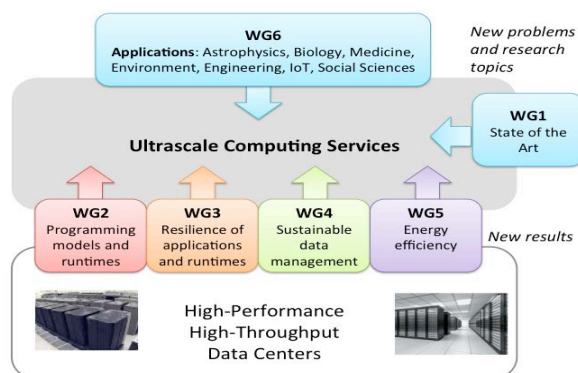 WG6
Applications: Astrophysics, Biology, Medicine,
Environment, Engineering, IoT, Social Sciences
New problems
and research
topics
WG1
State of the
Art
Ultrascale Computing Services
WG2
Programming
models and
runtimes
WG3
Resilience of
applications
and runtimes
WG4
Sustainable
data
management
WG5
Energy
efficiency
New results
High-Performance
High-Throughput
Data Centers